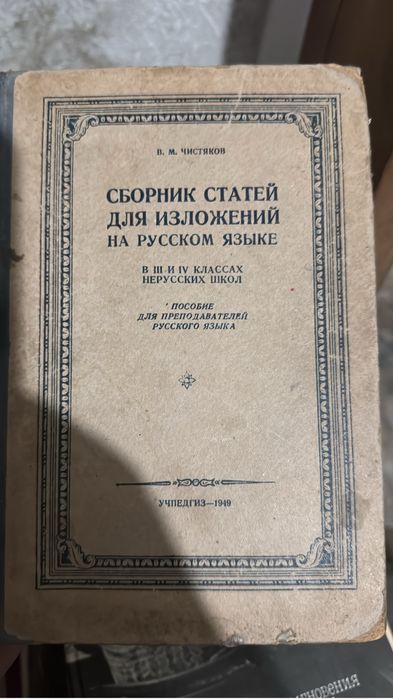 В. М. ЧИСТЯКОВ
СБОРНИК СТАТЕЙ
ДЛЯ ИЗЛОЖЕНИЙ
НА РУССКОМ ЯЗЫКЕ
В III И IV КЛАССАХ
НЕРУССКИХ ШКОЛ
ПОСОБИЕ
ДЛЯ ПРЕПОДАВАТЕЛЕЙ
РУССКОГО ЯЗЫКА
УЧПЕДГИЗ—1949